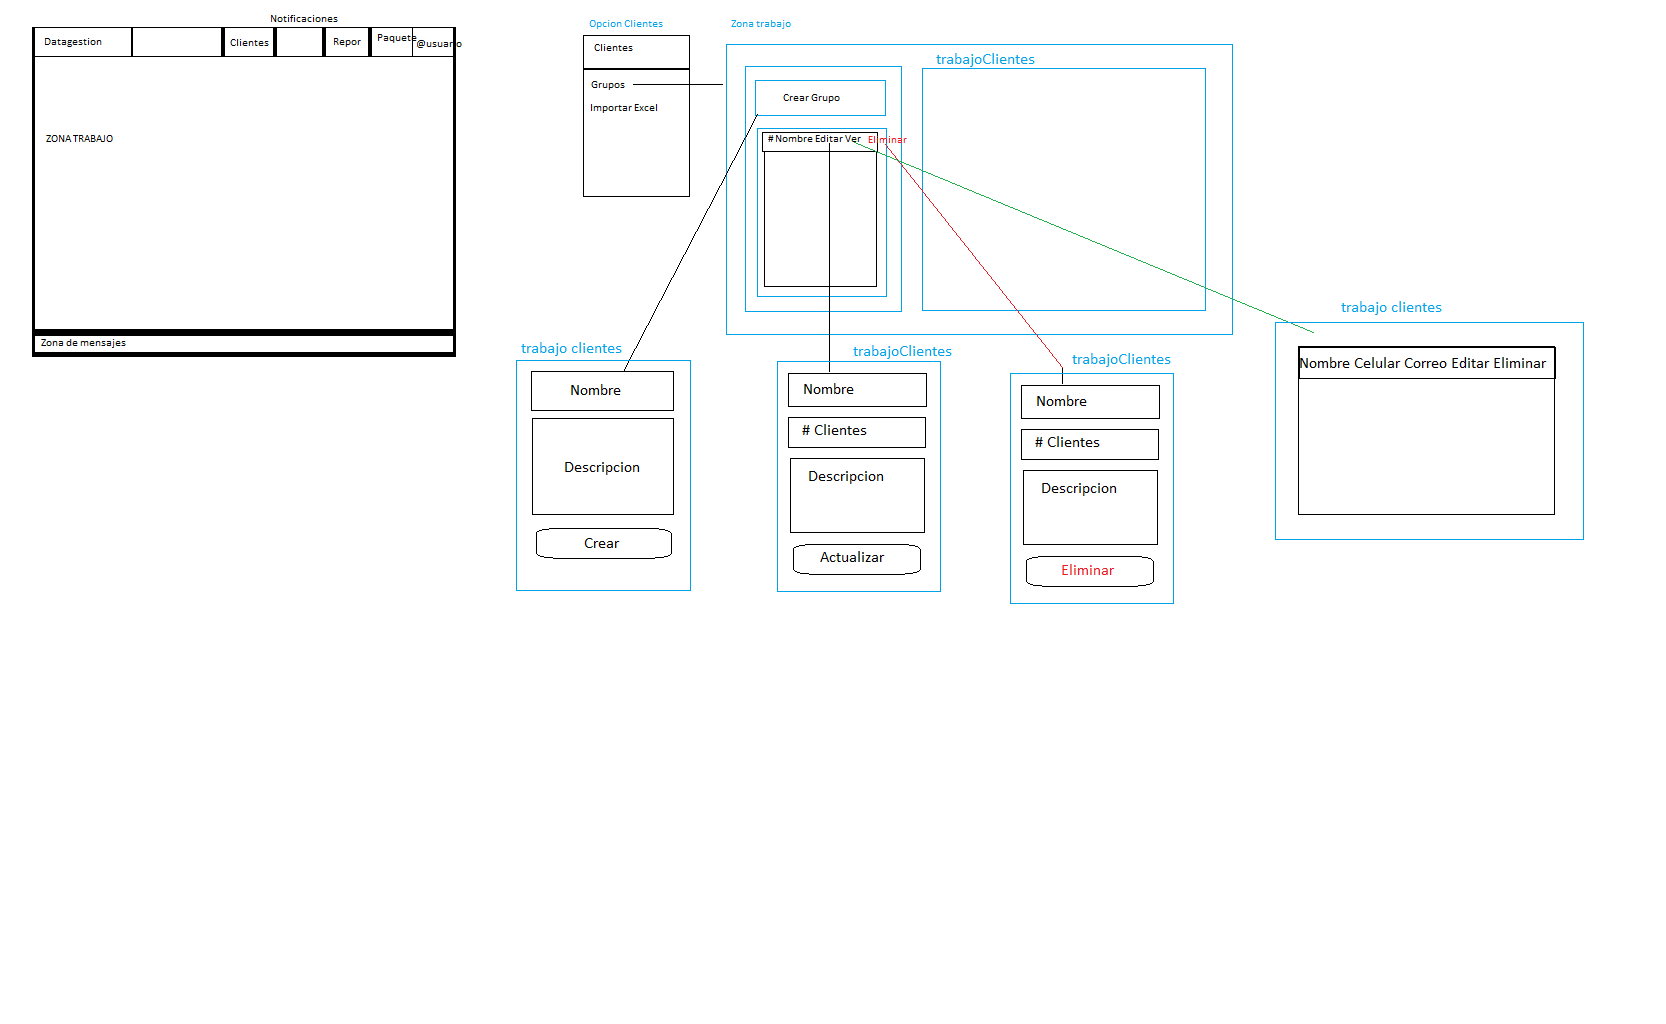 Notificaciones
Datagestion
Clientes
Repor
Paquete
@usuario
ZONA TRABAJO
Zona de mensajes
Opcion Clientes
Clientes
Grupos
Importar Excel
Zona trabajo
trabajoClientes
Crear Grupo
# Nombre Editar Ver Eliminar
trabajo clientes
Nombre
Descripcion
Crear
trabajoClientes
Nombre
# Clientes
Descripcion
Actualizar
trabajoClientes
Nombre
# Clientes
Descripcion
Eliminar
trabajo clientes
Nombre Celular Correo Editar Eliminar